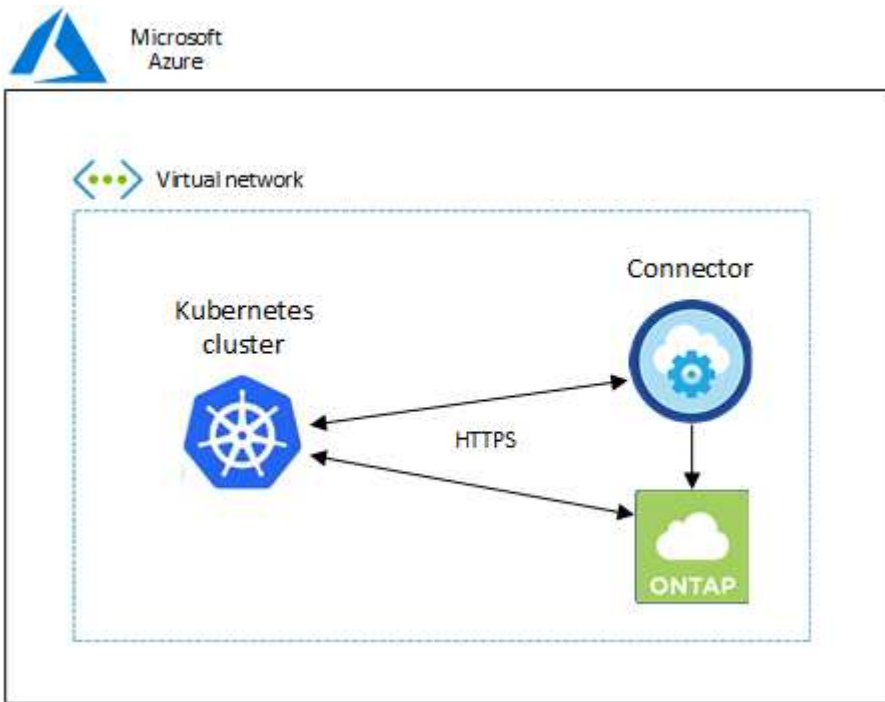 Microsoft
Azure
Virtual network
Connector
Kubernetes
cluster
HTTPS
ONTAP